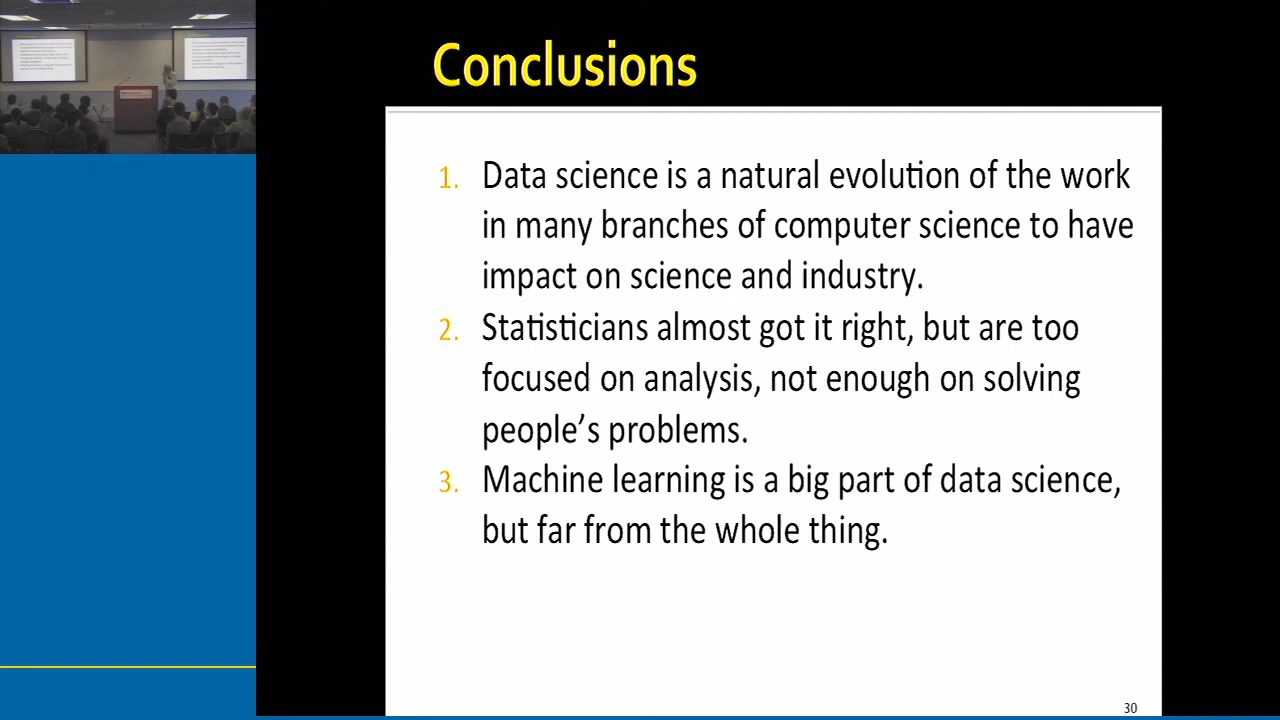 Conclusions
1. Data science is a natural evolution of the work
in many branches of computer science to have
impact on science and industry.
2. Statisticians almost got it right, but are too
focused on analysis, not enough on solving
people’s problems.
3. Machine learning is a big part of data science,
but far from the whole thing.
30